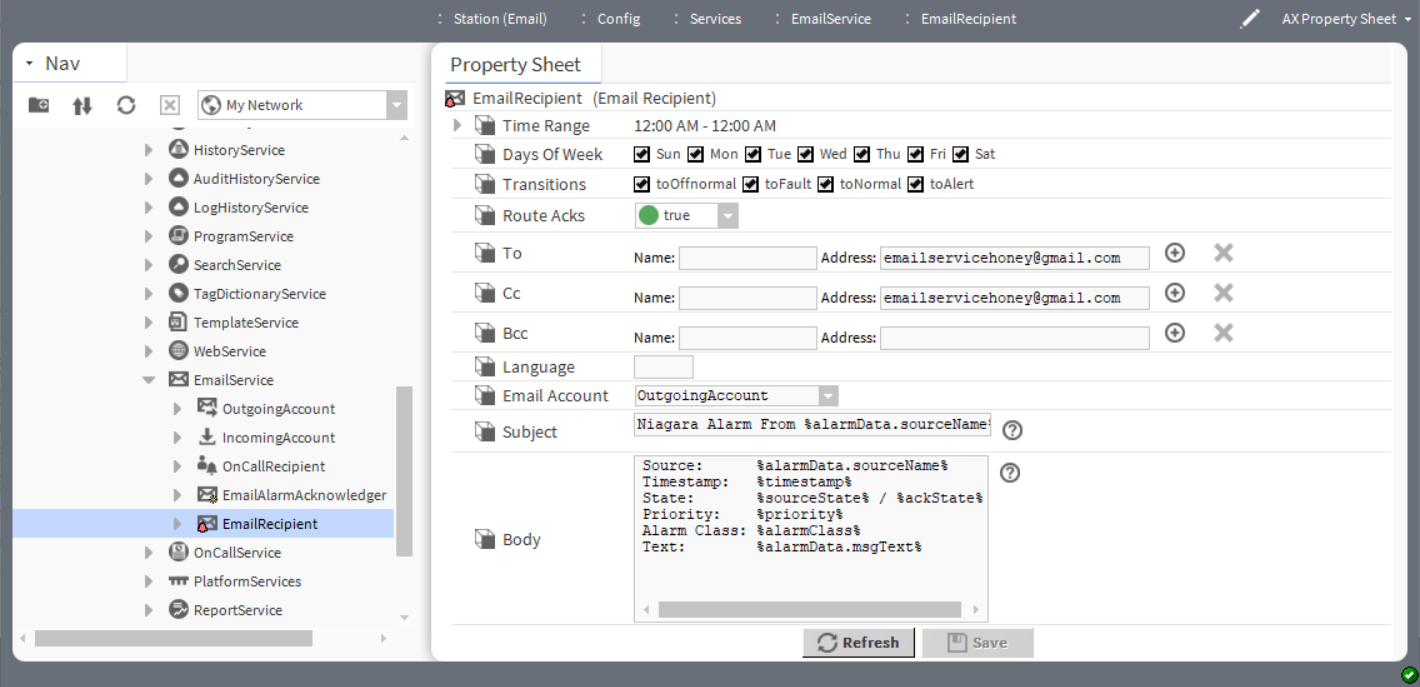 : Station (Email) : Config : Services : EmailService : EmailRecipient AX Property Sheet
Nav
My Network
HistoryService
AuditHistoryService
LogHistoryService
ProgramService
SearchService
TagDictionaryService
TemplateService
WebService
EmailService
OutgoingAccount
IncomingAccount
OnCallRecipient
EmailAlarmAcknowledger
EmailRecipient
OnCallService
PlatformServices
ReportService
Property Sheet
EmailRecipient (Email Recipient)
Time Range 12:00 AM - 12:00 AM
Days Of Week Sun Mon Tue Wed Thu Fri Sat
Transitions toOffnormal toFault toNormal toAlert
Route Acks true
To Name: Address: emailservicehoney@gmail.com
Cc Name: Address: emailservicehoney@gmail.com
Bcc Name: Address:
Language
Email Account OutgoingAccount
Subject Niagara Alarm From %alarmData.sourceName%
Body
Source: %alarmData.sourceName%
Timestamp: %timestamp%
State: %sourceState% / %ackState%
Priority: %priority%
Alarm Class: %alarmClass%
Text: %alarmData.msgText%
Refresh Save